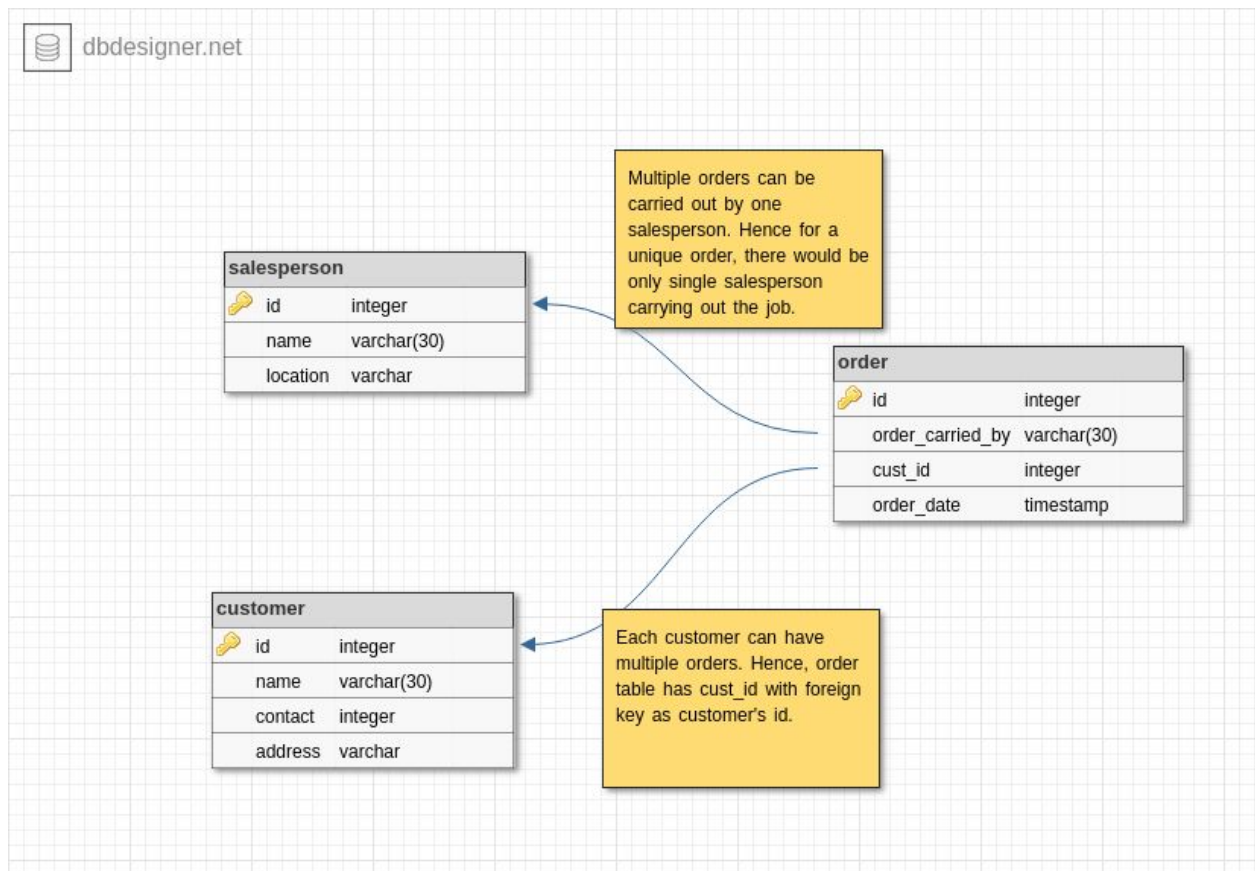 dbdesigner.net
Multiple orders can be
carried out by one
salesperson. Hence for a
unique order, there would be
only single salesperson
carrying out the job.
salesperson
id integer
name varchar(30)
location varchar
order
id integer
order_carried_by varchar(30)
cust_id integer
order_date timestamp
customer
id integer
name varchar(30)
contact integer
address varchar
Each customer can have
multiple orders. Hence, order
table has cust_id with foreign
key as customer's id.